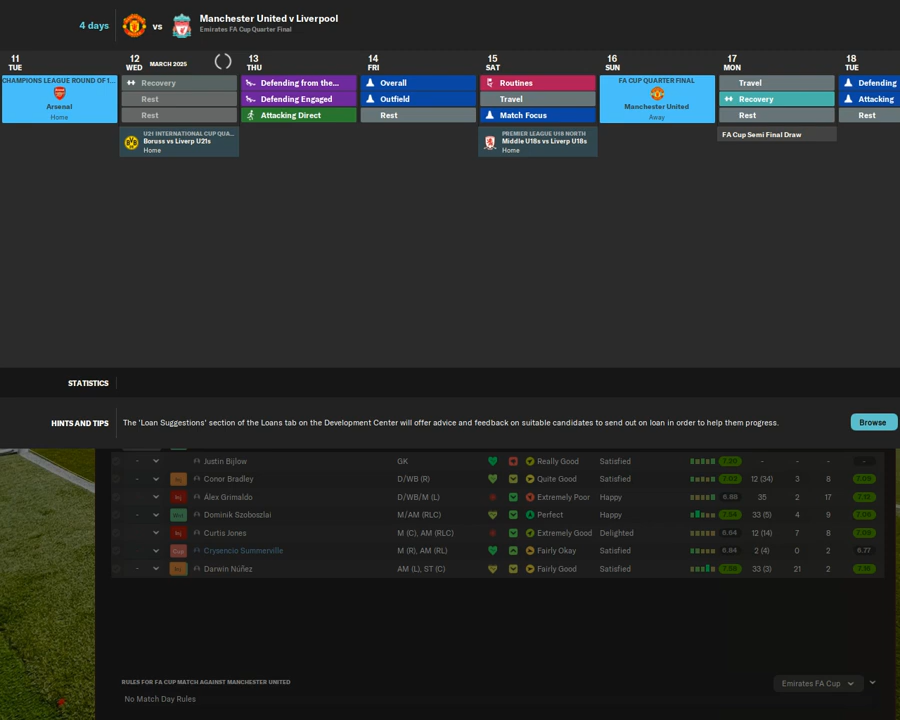 4 days
vs
Manchester United v Liverpool
Emirates FA Cup Quarter Final
11
TUE
12
WED
MARCH 2025
13
THU
14
FRI
15
SAT
16
SUN
17
MON
18
TUE
CHAMPIONS LEAGUE ROUND OF 1...
Arsenal
Home
Recovery
Rest
Rest
U21 INTERNATIONAL CUP QUA...
Boruss vs Liverp U21s
Home
Defending from the...
Defending Engaged
Attacking Direct
Overall
Outfield
Rest
Routines
Travel
Match Focus
PREMIER LEAGUE U18 NORTH
Middle U18s vs Liverp U18s
Home
FA CUP QUARTER FINAL
Manchester United
Away
Travel
Recovery
Rest
FA Cup Semi Final Draw
Defending
Attacking
Rest
STATISTICS
HINTS AND TIPS
The 'Loan Suggestions' section of the Loans tab on the Development Center will offer advice and feedback on suitable candidates to send out on loan in order to help them progress.
Browse
- Justin Bijlow GK Really Good Satisfied 7.20 - - - -
- Conor Bradley D/WB (R) Quite Good Satisfied 7.02 12 (34) 3 8 7.09
- Álex Grimaldo D/WB/M (L) Extremely Poor Happy 6.88 35 2 17
- Dominik Szoboszlai M/AM (RLC) Perfect Happy 33 (5) 4 9
- Curtis Jones M (C), AM (RLC) Extremely Good Delighted 6.64 12 (14) 7 8
- Cup Crysencio Summerville M (R), AM (RL) Fairly Okay Satisfied 6.94 2 (4) 0 2 6.77
- Darwin Núñez AM (L), ST (C) Fairly Good Satisfied 33 (3) 21 2
RULES FOR FA CUP MATCH AGAINST MANCHESTER UNITED
Emirates FA Cup
No Match Day Rules